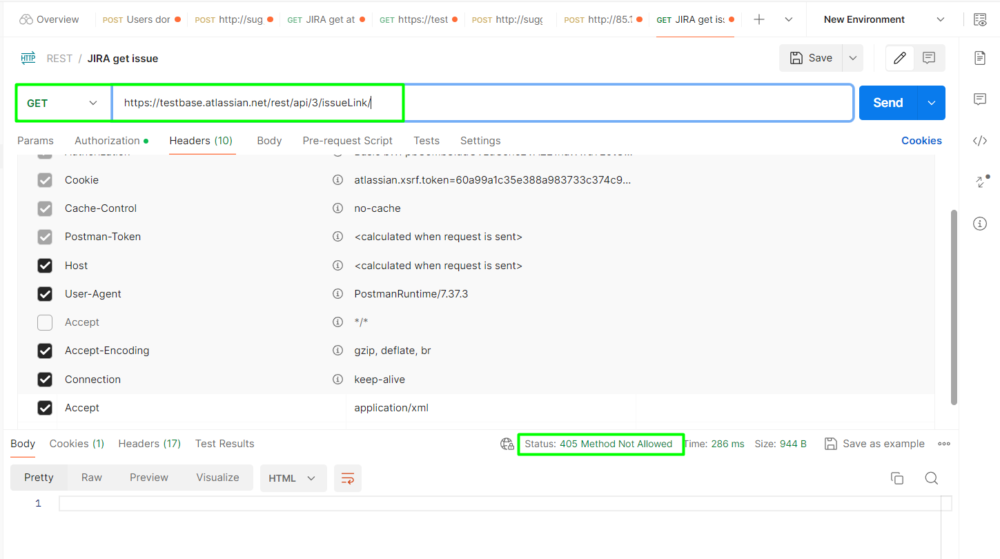 Overview POST Users dor POST http://sug GET JIRA get at GET https://test POST http://sugg POST http://85.1 GET JIRA get iss New Environment
HTTP REST / JIRA get issue Save
GET https://testbase.atlassian.net/rest/api/3/issueLink/ Send
Params Authorization Headers (10) Body Pre-request Script Tests Settings Cookies
Cookie atlassian.xsrf.token=60a99a1c35e388a983733c374c9...
Cache-Control no-cache
Postman-Token <calculated when request is sent>
Host <calculated when request is sent>
User-Agent PostmanRuntime/7.37.3
Accept */*
Accept-Encoding gzip, deflate, br
Connection keep-alive
Accept application/xml
Body Cookies (1) Headers (17) Test Results Status: 405 Method Not Allowed Time: 286 ms Size: 944 B Save as example
Pretty Raw Preview Visualize HTML
1